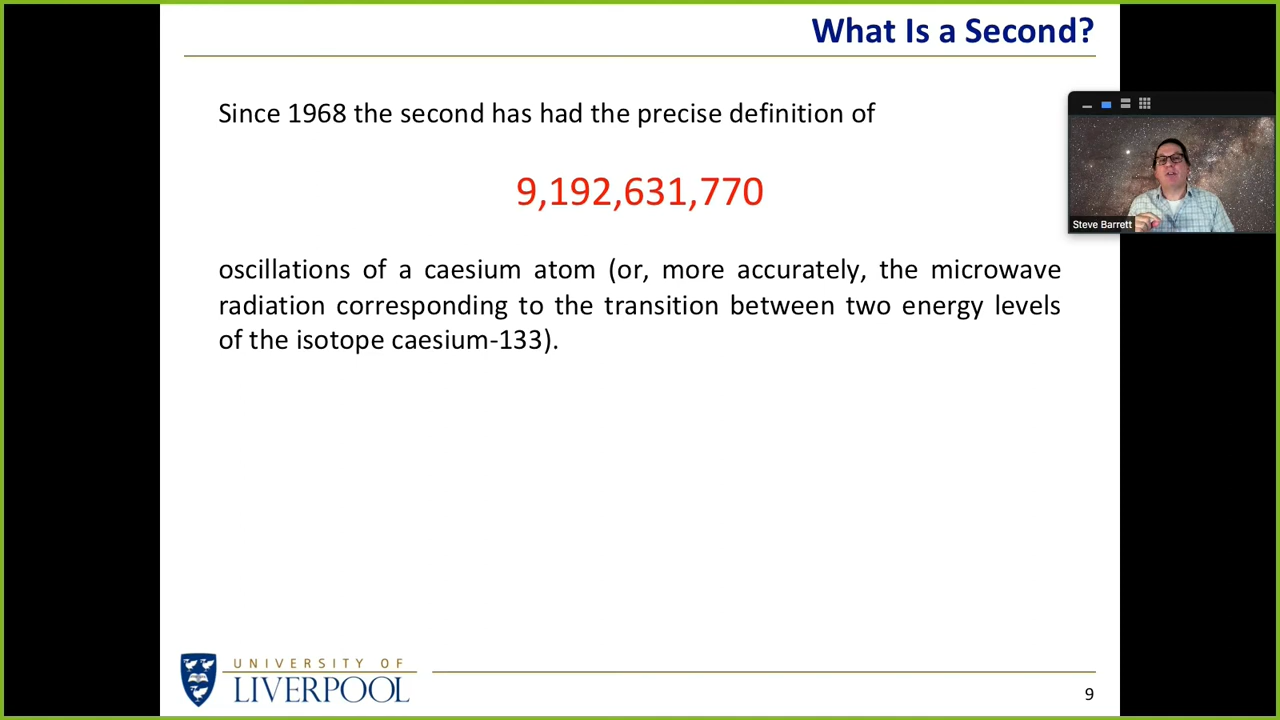 What Is a Second?
Since 1968 the second has had the precise definition of
9,192,631,770
oscillations of a caesium atom (or, more accurately, the microwave
radiation corresponding to the transition between two energy levels
of the isotope caesium-133).
Steve Barrett
UNIVERSITY OF
LIVERPOOL
9